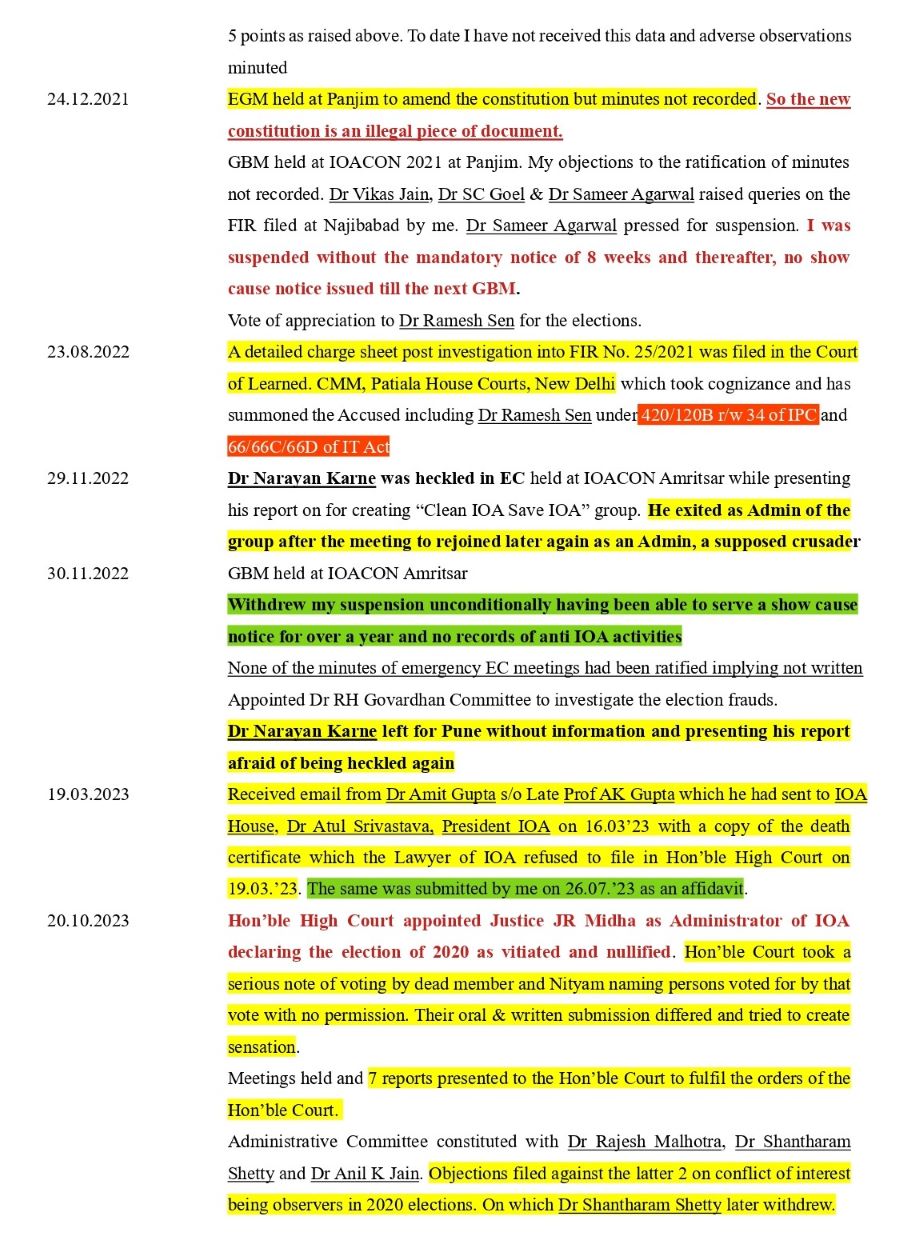 5 points as raised above. To date I have not received this data and adverse observations
minuted
24.12.2021 EGM held at Panjim to amend the constitution but minutes not recorded. So the new
constitution is an illegal piece of document.
GBM held at IOACON 2021 at Panjim. My objections to the ratification of minutes
not recorded. Dr Vikas Jain, Dr SC Goel & Dr Sameer Agarwal raised queries on the
FIR filed at Najibabad by me. Dr Sameer Agarwal pressed for suspension. I was
suspended without the mandatory notice of 8 weeks and thereafter, no show
cause notice issued till the next GBM.
Vote of appreciation to Dr Ramesh Sen for the elections.
23.08.2022 A detailed charge sheet post investigation into FIR No. 25/2021 was filed in the Court
of Learned. CMM, Patiala House Courts, New Delhi which took cognizance and has
summoned the Accused including Dr Ramesh Sen under 420/120B r/w 34 of IPC and
66/66C/66D of IT Act
29.11.2022 Dr Narayan Karne was heckled in EC held at IOACON Amritsar while presenting
his report on for creating “Clean IOA Save IOA” group. He exited as Admin of the
group after the meeting to rejoined later again as an Admin, a supposed crusader
30.11.2022 GBM held at IOACON Amritsar
Withdrew my suspension unconditionally having been able to serve a show cause
notice for over a year and no records of anti IOA activities
None of the minutes of emergency EC meetings had been ratified implying not written
Appointed Dr RH Govardhan Committee to investigate the election frauds.
Dr Narayan Karne left for Pune without information and presenting his report
afraid of being heckled again
19.03.2023 Received email from Dr Amit Gupta s/o Late Prof AK Gupta which he had sent to IOA
House, Dr Atul Srivastava, President IOA on 16.03’23 with a copy of the death
certificate which the Lawyer of IOA refused to file in Hon’ble High Court on
19.03.’23. The same was submitted by me on 26.07.’23 as an affidavit.
20.10.2023 Hon’ble High Court appointed Justice JR Midha as Administrator of IOA
declaring the election of 2020 as vitiated and nullified. Hon’ble Court took a
serious note of voting by dead member and Nityam naming persons voted for by that
vote with no permission. Their oral & written submission differed and tried to create
sensation.
Meetings held and 7 reports presented to the Hon’ble Court to fulfil the orders of the
Hon’ble Court.
Administrative Committee constituted with Dr Rajesh Malhotra, Dr Shantharam
Shetty and Dr Anil K Jain. Objections filed against the latter 2 on conflict of interest
being observers in 2020 elections. On which Dr Shantharam Shetty later withdrew.